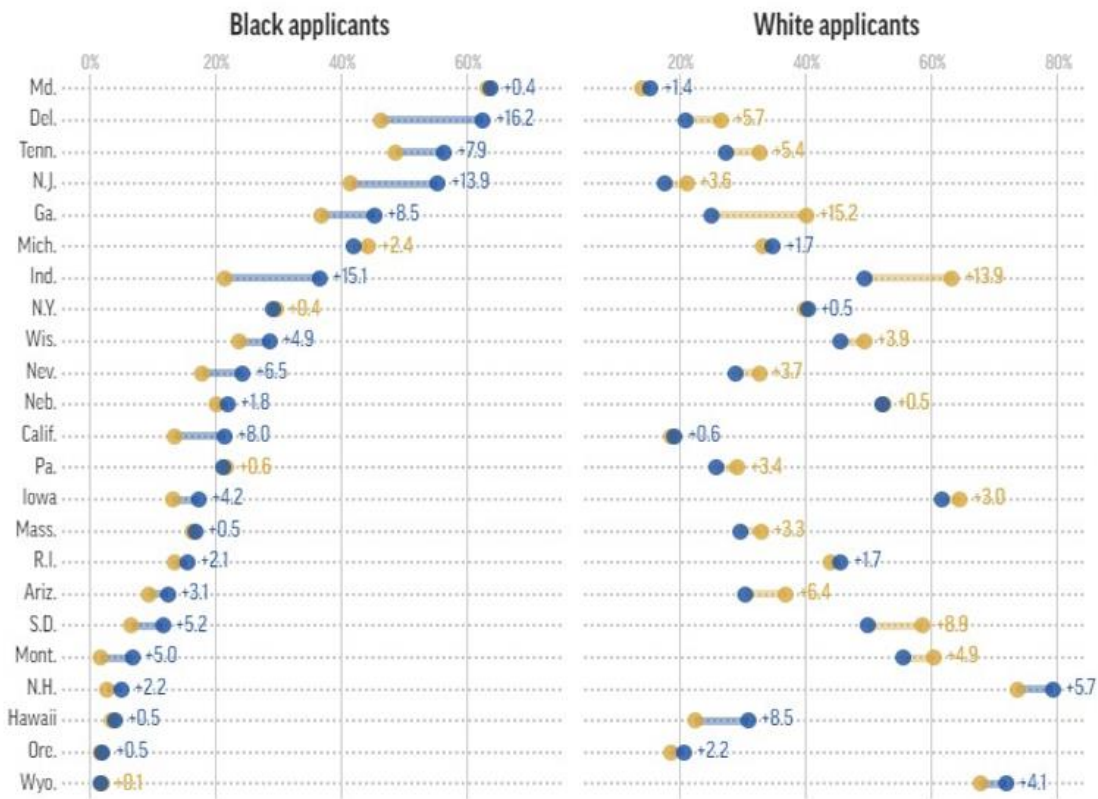 Black applicants White applicants
0% 20% 40% 60% 20% 40% 60% 80%
Md. +0.4 +1.4
Del. +16.2 +5.7
Tenn. +7.9 +5.4
N.J. +13.9 +3.6
Ga. +8.5 +15.2
Mich. +2.4 +1.7
Ind. +15.1 +13.9
N.Y. +0.4 +0.5
Wis. +4.9 +3.9
Nev. +6.5 +3.7
Neb. +1.8 +0.5
Calif. +8.0 +0.6
Pa. +0.6 +3.4
Iowa +4.2 +3.0
Mass. +0.5 +3.3
R.I. +2.1 +1.7
Ariz. +3.1 +6.4
S.D. +5.2 +8.9
Mont. +5.0 +4.9
N.H. +2.2 +5.7
Hawaii +0.5 +8.5
Ore. +0.5 +2.2
Wyo. +0.1 +4.1